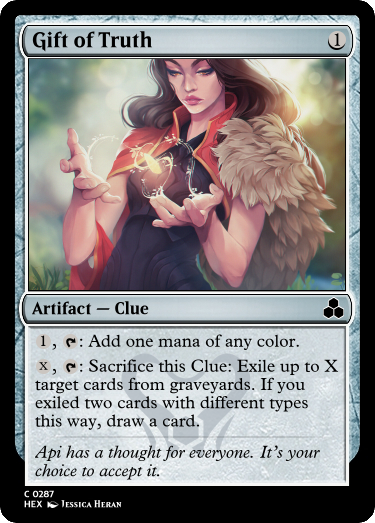 Gift of Truth 1
Artifact — Clue
1, : Add one mana of any color.
X, : Sacrifice this Clue: Exile up to X
target cards from graveyards. If you
exiled two cards with different types
this way, draw a card.
Api has a thought for everyone. It's your
choice to accept it.
C 0287
HEX Jessica Heran